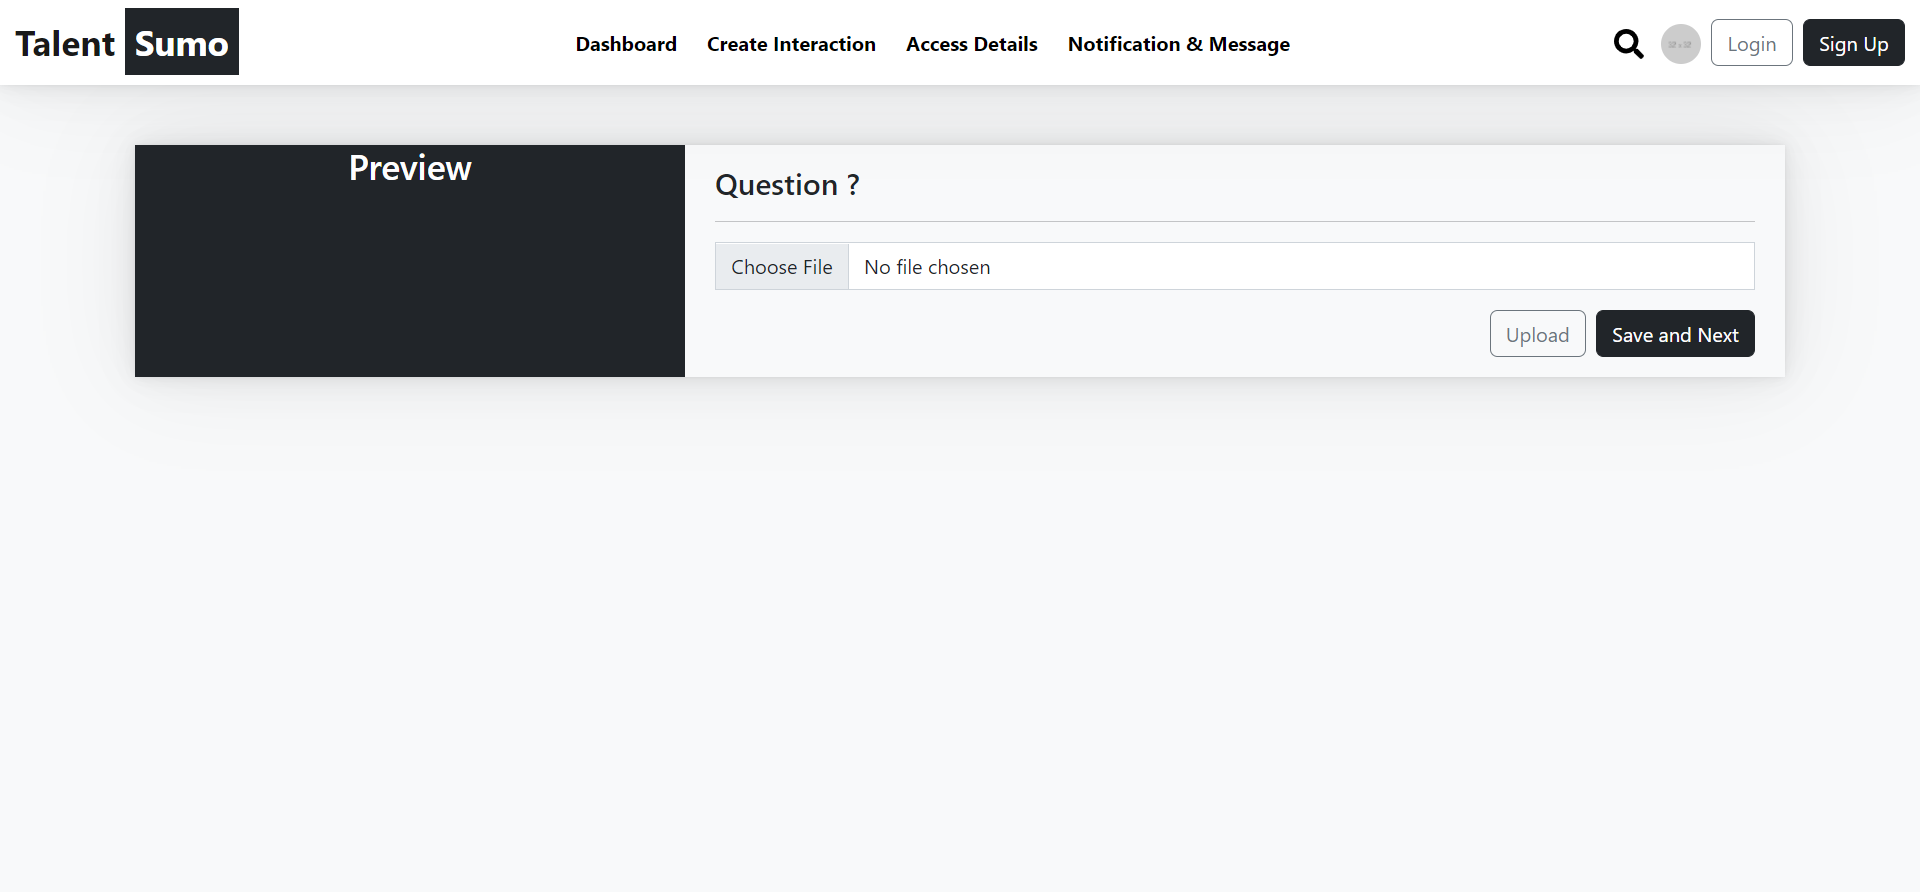 Talent Sumo
Dashboard Create Interaction Access Details Notification & Message
Login Sign Up
Preview
Question ?
Choose File No file chosen
Upload Save and Next